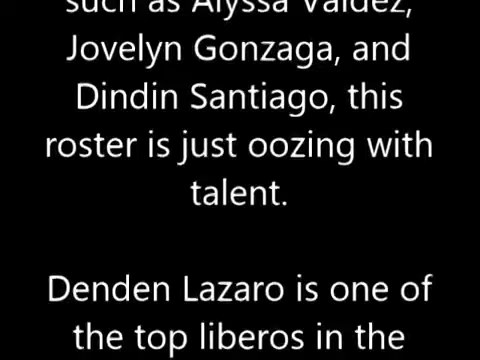 such as Alyssa Valdez,
Jovelyn Gonzaga, and
Dindin Santiago, this
roster is just oozing with
talent.
Denden Lazaro is one of
the top liberos in the